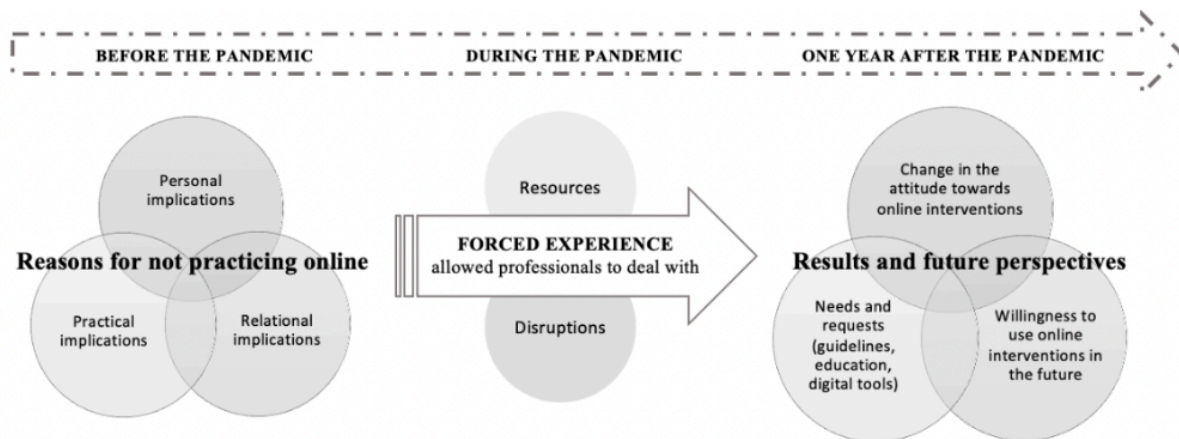 BEFORE THE PANDEMIC
DURING THE PANDEMIC
ONE YEAR AFTER THE PANDEMIC
Personal
implications
Reasons for not practicing online
Practical
implications
Relational
implications
Resources
FORCED EXPERIENCE
allowed professionals to deal with
Disruptions
Change in the
attitude towards
online interventions
Results and future perspectives
Needs and
requests
(guidelines,
education,
digital tools)
Willingness to
use online
interventions in
the future